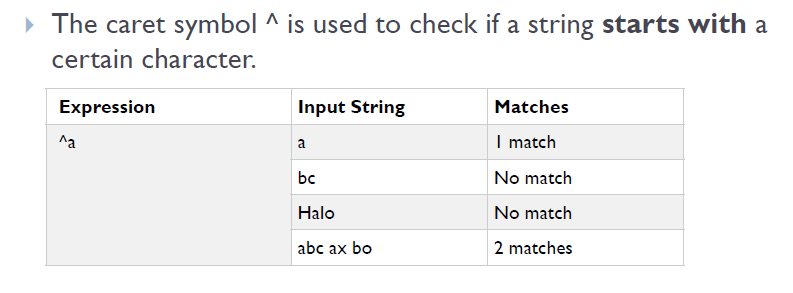 The caret symbol ^ is used to check if a string starts with a
certain character.
Expression Input String Matches
^a a 1 match
bc No match
Halo No match
abc ax bo 2 matches